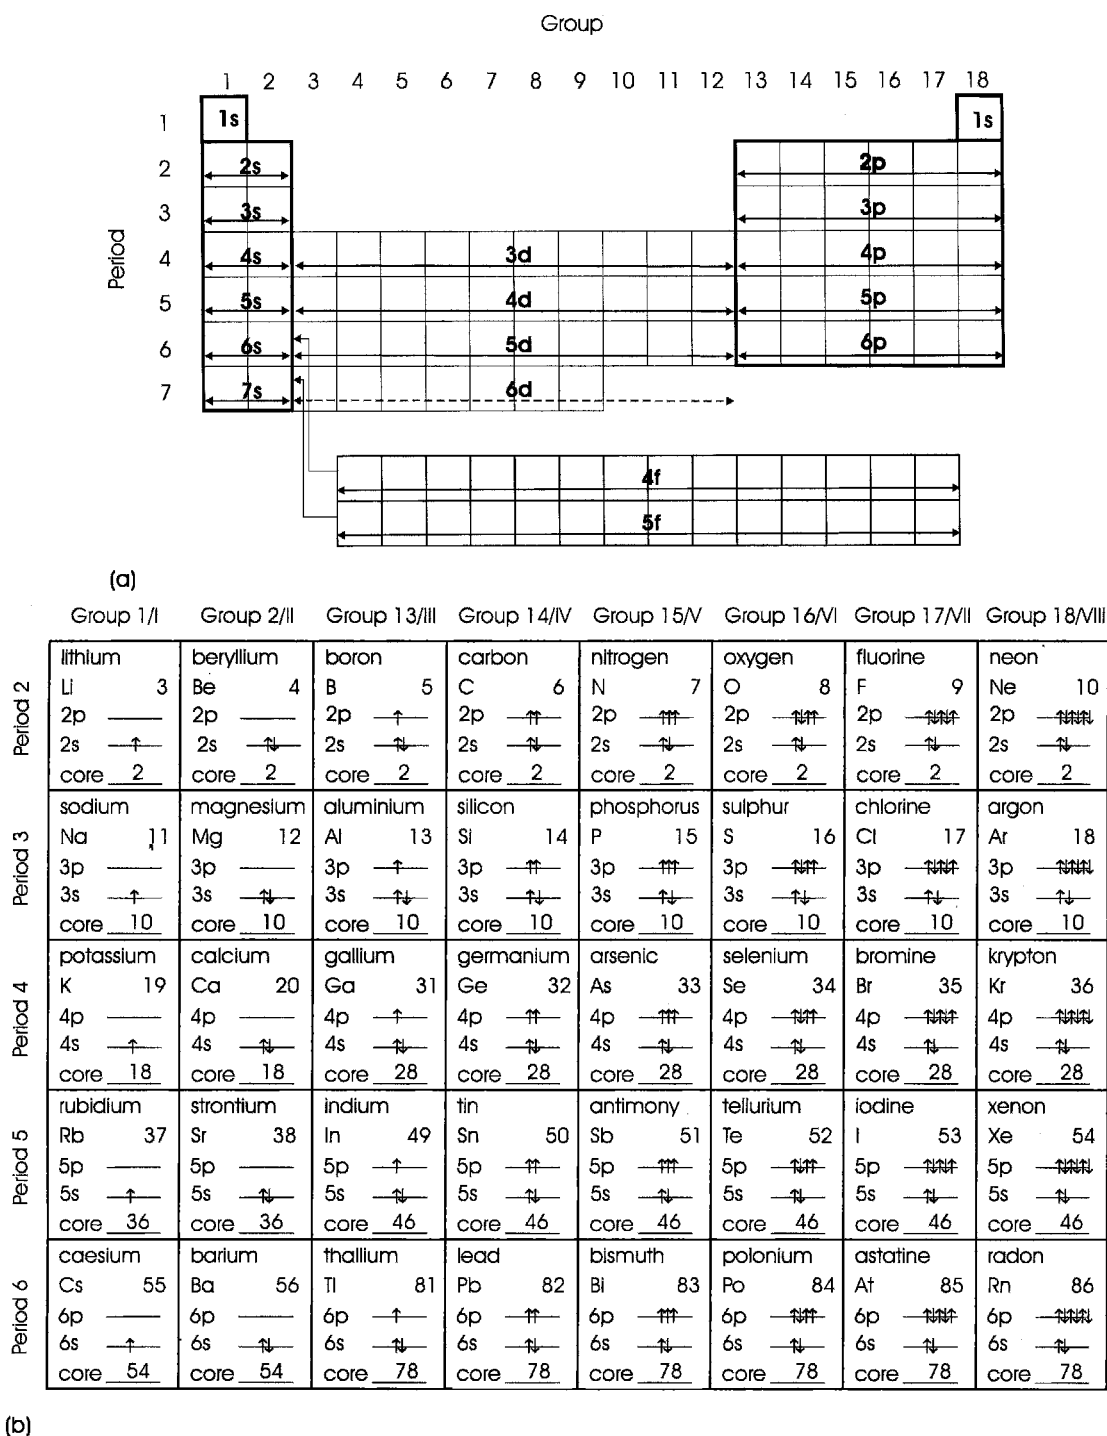 Group
1 2 3 4 5 6 7 8 9 10 11 12 13 14 15 16 17 18
Period
1 1s 1s
2 2s 2p
3 3s 3p
4 4s 3d 4p
5 5s 4d 5p
6 6s 5d 6p
7 7s 6d
4f
5f
(a)
Group 1/I Group 2/II Group 13/III Group 14/IV Group 15/V Group 16/VI Group 17/VII Group 18/VIII
Period 2
lithium beryllium boron carbon nitrogen oxygen fluorine neon
Li 3 Be 4 B 5 C 6 N 7 O 8 F 9 Ne 10
2p 2p 2p ↑ 2p ↑↑ 2p ↑↑↑ 2p ↑↓↑↑ 2p ↑↓↑↓↑ 2p ↑↓↑↓↑↓
2s ↑ 2s ↑↓ 2s ↑↓ 2s ↑↓ 2s ↑↓ 2s ↑↓ 2s ↑↓ 2s ↑↓
core 2 core 2 core 2 core 2 core 2 core 2 core 2 core 2
Period 3
sodium magnesium aluminium silicon phosphorus sulphur chlorine argon
Na 11 Mg 12 Al 13 Si 14 P 15 S 16 Cl 17 Ar 18
3p 3p 3p ↑ 3p ↑↑ 3p ↑↑↑ 3p ↑↓↑↑ 3p ↑↓↑↓↑ 3p ↑↓↑↓↑↓
3s ↑ 3s ↑↓ 3s ↑↓ 3s ↑↓ 3s ↑↓ 3s ↑↓ 3s ↑↓ 3s ↑↓
core 10 core 10 core 10 core 10 core 10 core 10 core 10 core 10
Period 4
potassium calcium gallium germanium arsenic selenium bromine krypton
K 19 Ca 20 Ga 31 Ge 32 As 33 Se 34 Br 35 Kr 36
4p 4p 4p ↑ 4p ↑↑ 4p ↑↑↑ 4p ↑↓↑↑ 4p ↑↓↑↓↑ 4p ↑↓↑↓↑↓
4s ↑ 4s ↑↓ 4s ↑↓ 4s ↑↓ 4s ↑↓ 4s ↑↓ 4s ↑↓ 4s ↑↓
core 18 core 18 core 28 core 28 core 28 core 28 core 28 core 28
Period 5
rubidium strontium indium tin antimony tellurium iodine xenon
Rb 37 Sr 38 In 49 Sn 50 Sb 51 Te 52 I 53 Xe 54
5p 5p 5p ↑ 5p ↑↑ 5p ↑↑↑ 5p ↑↓↑↑ 5p ↑↓↑↓↑ 5p ↑↓↑↓↑↓
5s ↑ 5s ↑↓ 5s ↑↓ 5s ↑↓ 5s ↑↓ 5s ↑↓ 5s ↑↓ 5s ↑↓
core 36 core 36 core 46 core 46 core 46 core 46 core 46 core 46
Period 6
caesium barium thallium lead bismuth polonium astatine radon
Cs 55 Ba 56 Tl 81 Pb 82 Bi 83 Po 84 At 85 Rn 86
6p 6p 6p ↑ 6p ↑↑ 6p ↑↑↑ 6p ↑↓↑↑ 6p ↑↓↑↓↑ 6p ↑↓↑↓↑↓
6s ↑ 6s ↑↓ 6s ↑↓ 6s ↑↓ 6s ↑↓ 6s ↑↓ 6s ↑↓ 6s ↑↓
core 54 core 54 core 78 core 78 core 78 core 78 core 78 core 78
(b)